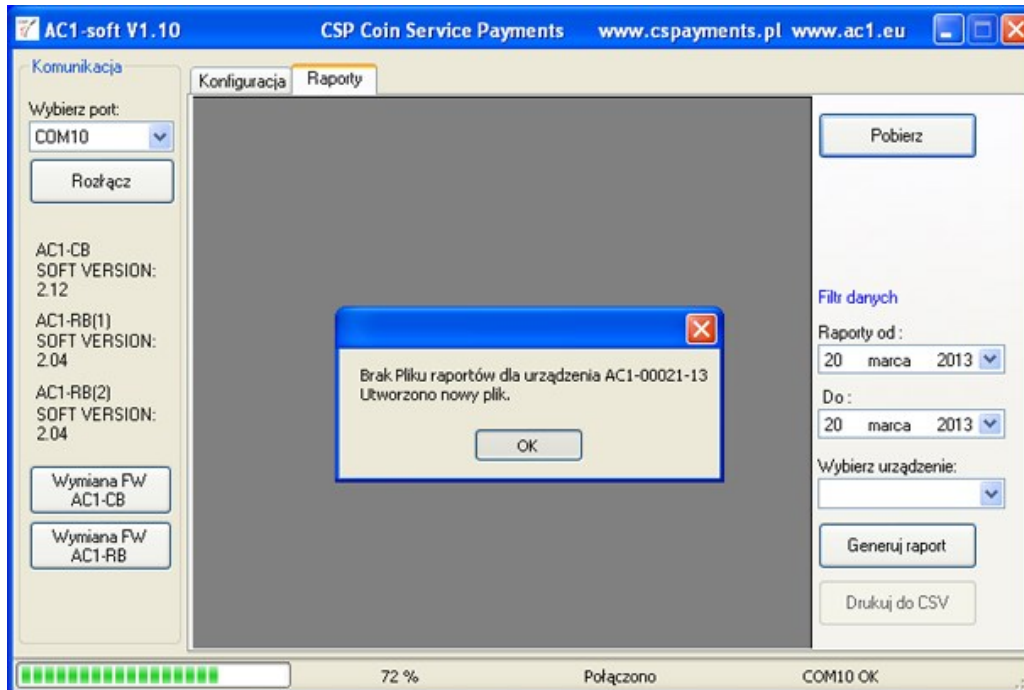 AC1-soft V1.10 CSP Coin Service Payments www.cspayments.pl www.ac1.eu
Komunikacja
Wybierz port:
COM10
Rozłącz
AC1-CB
SOFT VERSION:
2.12
AC1-RB(1)
SOFT VERSION:
2.04
AC1-RB(2)
SOFT VERSION:
2.04
Wymiana FW
AC1-CB
Wymiana FW
AC1-RB
Konfiguracja Raporty
Brak Pliku raportów dla urządzenia AC1-00021-13
Utworzono nowy plik.
OK
Pobierz
Filtr danych
Raporty od :
20 marca 2013
Do :
20 marca 2013
Wybierz urządzenie:
Generuj raport
Drukuj do CSV
72 % Połączono COM10 OK